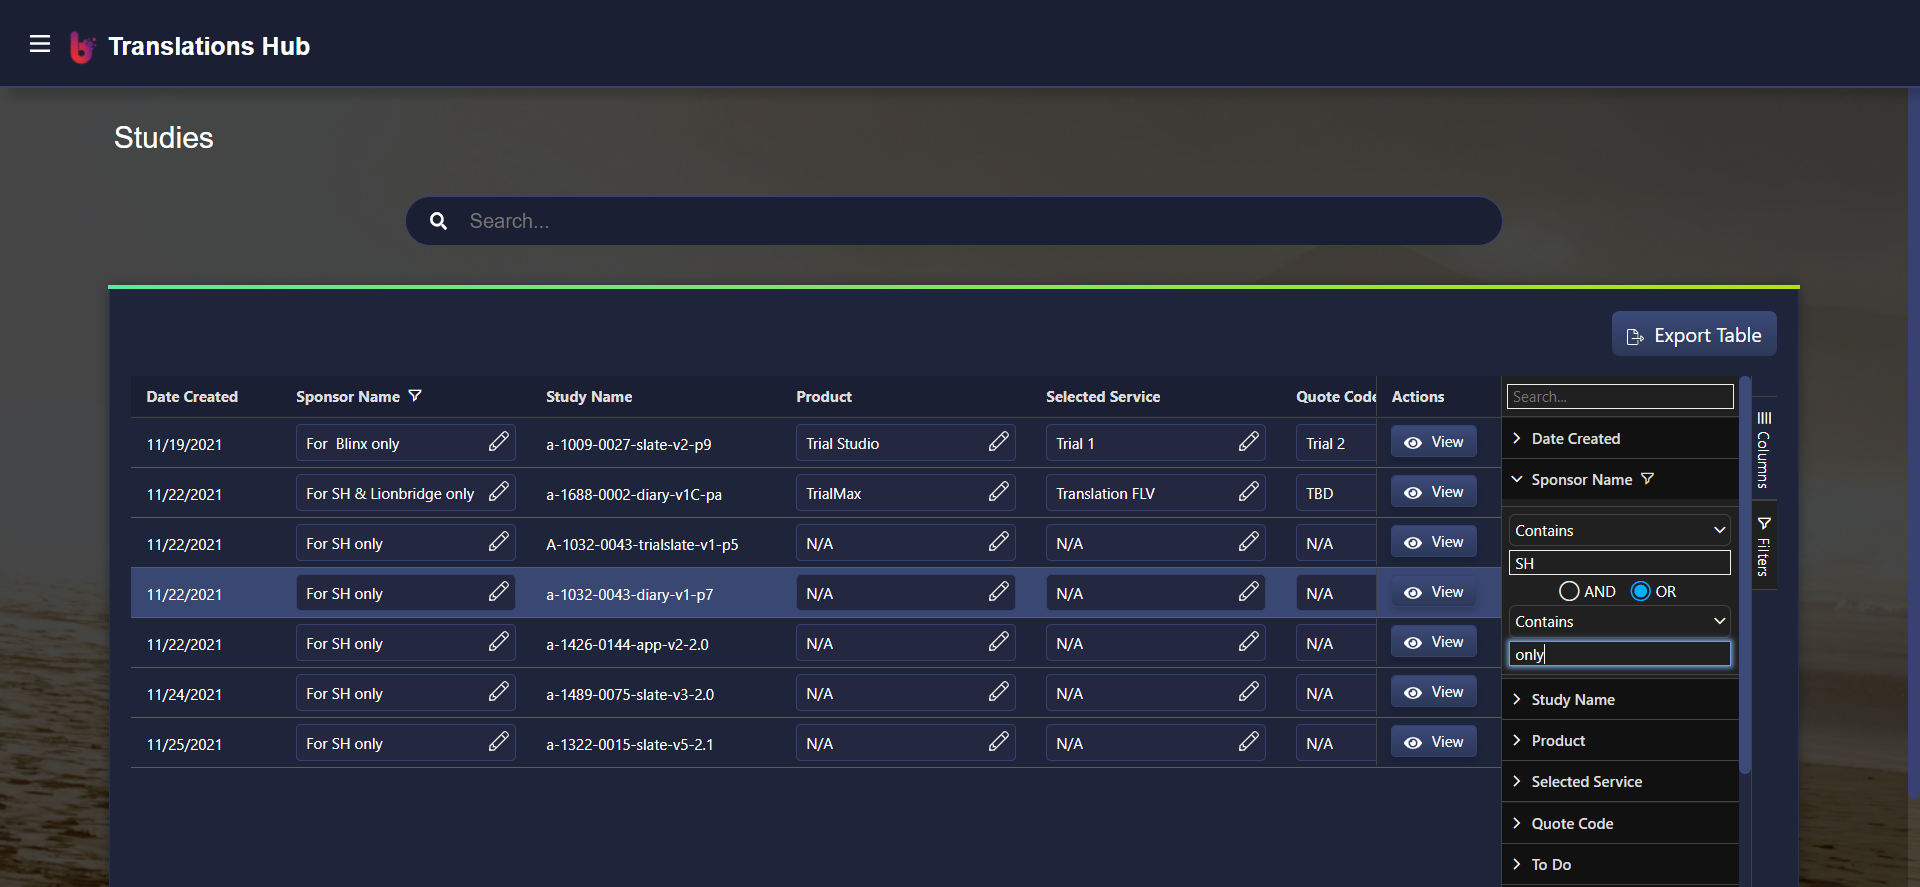 Translations Hub
Studies
Search...
Export Table
Date Created Sponsor Name Study Name Product Selected Service Quote Code Actions
11/19/2021 For  Blinx only a-1009-0027-slate-v2-p9 Trial Studio Trial 1 Trial 2 View
11/22/2021 For SH & Lionbridge only a-1688-0002-diary-v1C-pa TrialMax Translation FLV TBD View
11/22/2021 For SH only A-1032-0043-trialslate-v1-p5 N/A N/A N/A View
11/22/2021 For SH only a-1032-0043-diary-v1-p7 N/A N/A N/A View
11/22/2021 For SH only a-1426-0144-app-v2-2.0 N/A N/A N/A View
11/24/2021 For SH only a-1489-0075-slate-v3-2.0 N/A N/A N/A View
11/25/2021 For SH only a-1322-0015-slate-v5-2.1 N/A N/A N/A View
Search...
Date Created
Sponsor Name
Contains
SH
AND OR
Contains
only
Study Name
Product
Selected Service
Quote Code
To Do
Columns
Filters